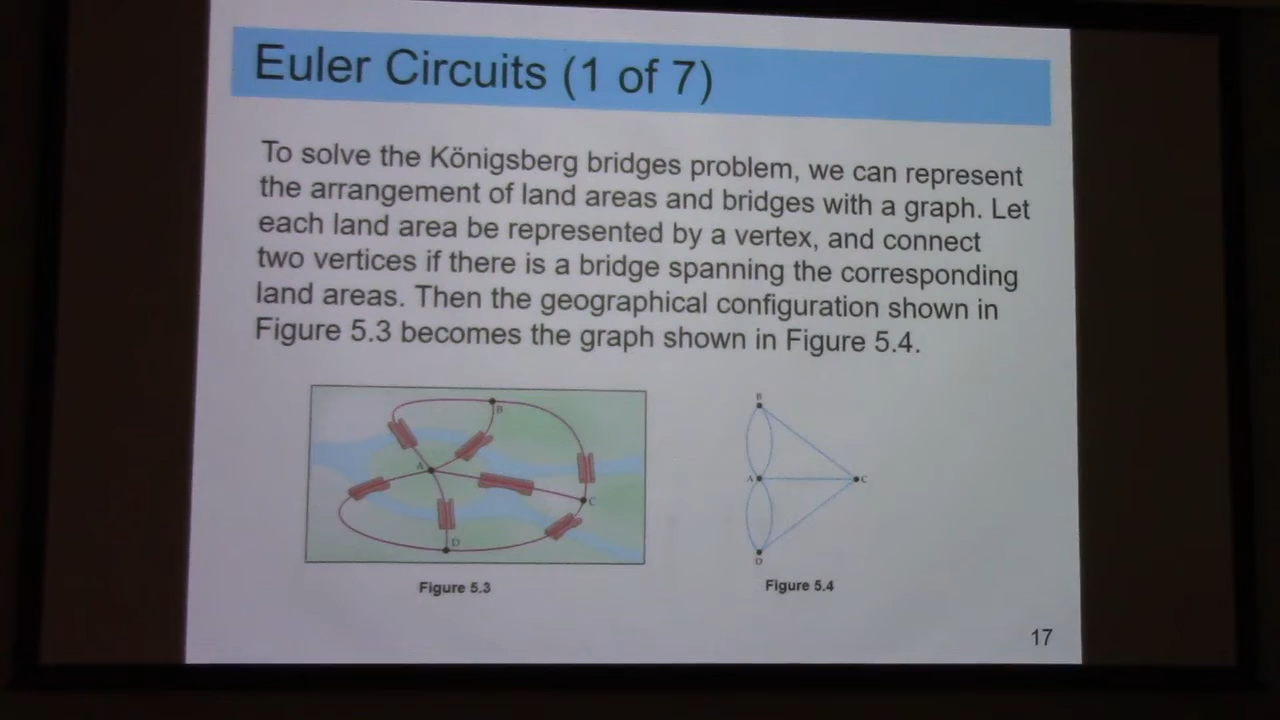 Euler Circuits (1 of 7)
To solve the Königsberg bridges problem, we can represent
the arrangement of land areas and bridges with a graph. Let
each land area be represented by a vertex, and connect
two vertices if there is a bridge spanning the corresponding
land areas. Then the geographical configuration shown in
Figure 5.3 becomes the graph shown in Figure 5.4.
B
A
C
D
Figure 5.3
B
A
C
D
Figure 5.4
17